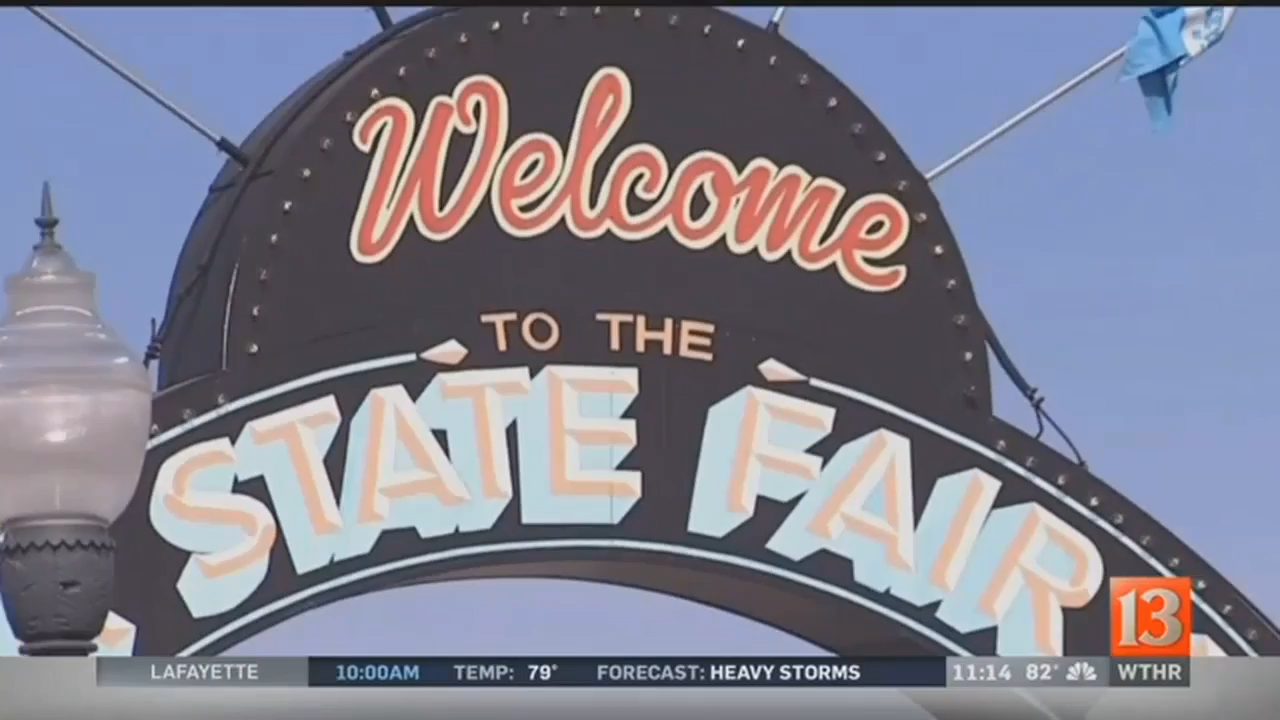 Welcome
TO THE
STATE FAIR
13
LAFAYETTE 10:00AM TEMP: 79° FORECAST: HEAVY STORMS 11:14 82° WTHR